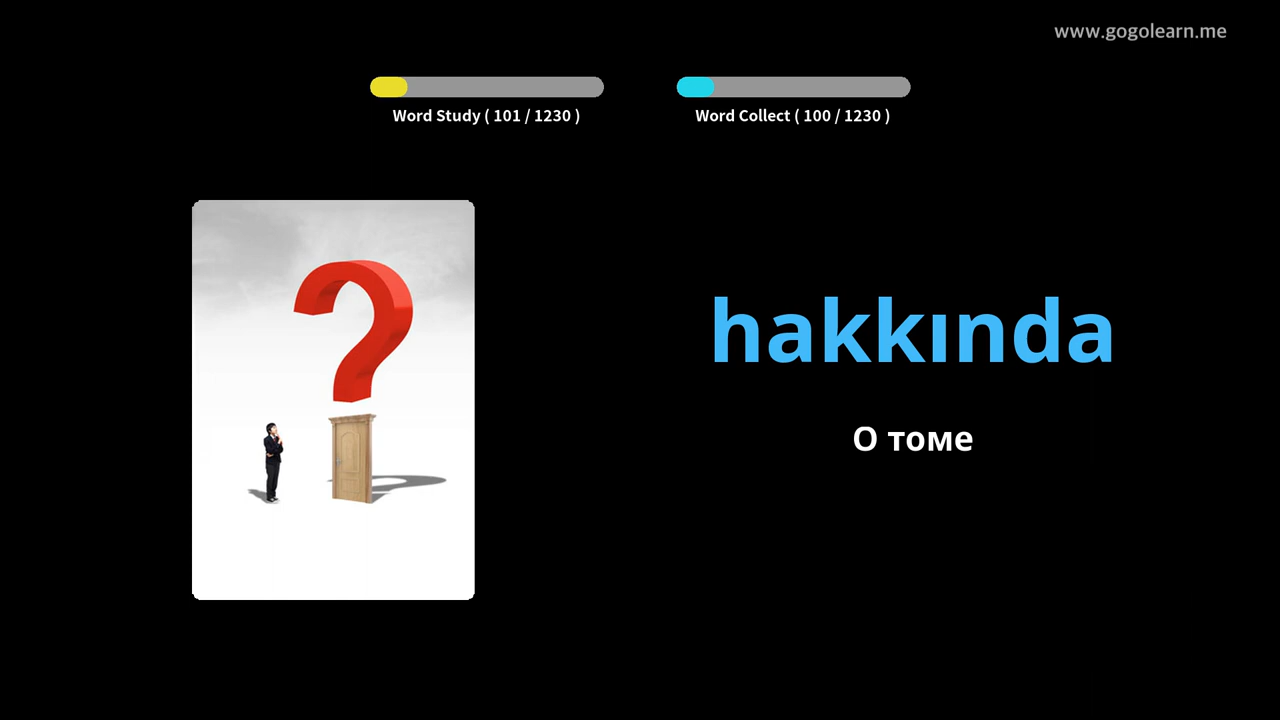 www.gogolearn.me
Word Study ( 101 / 1230 )
Word Collect ( 100 / 1230 )
hakkında
О томе